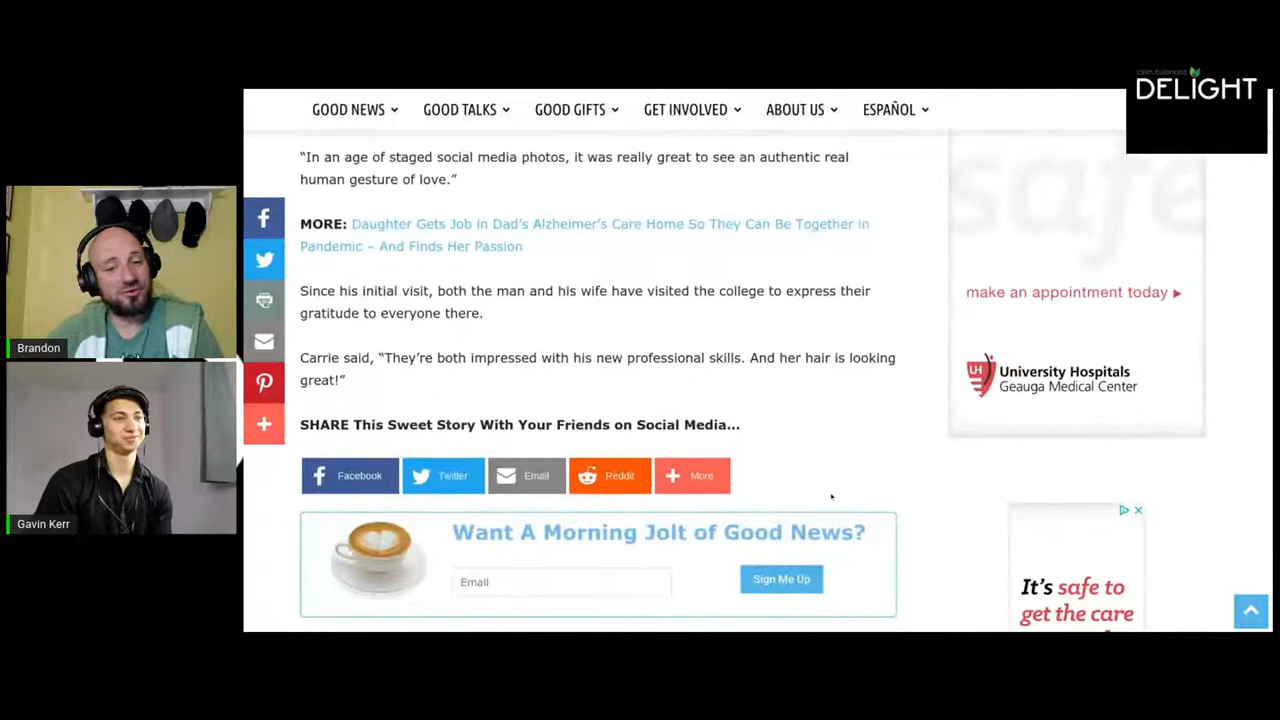 calm.Balanced.
DELIGHT
GOOD NEWS
GOOD TALKS
GOOD GIFTS
GET INVOLVED
ABOUT US
ESPAÑOL
“In an age of staged social media photos, it was really great to see an authentic real
human gesture of love.”
MORE: Daughter Gets Job in Dad’s Alzheimer’s Care Home So They Can Be Together in
Pandemic – And Finds Her Passion
Since his initial visit, both the man and his wife have visited the college to express their
gratitude to everyone there.
Carrie said, “They’re both impressed with his new professional skills. And her hair is looking
great!”
SHARE This Sweet Story With Your Friends on Social Media...
Facebook
Twitter
Email
Reddit
More
Want A Morning Jolt of Good News?
Email
Sign Me Up
safe
make an appointment today
UH University Hospitals
Geauga Medical Center
It’s safe to
get the care
Brandon
Gavin Kerr